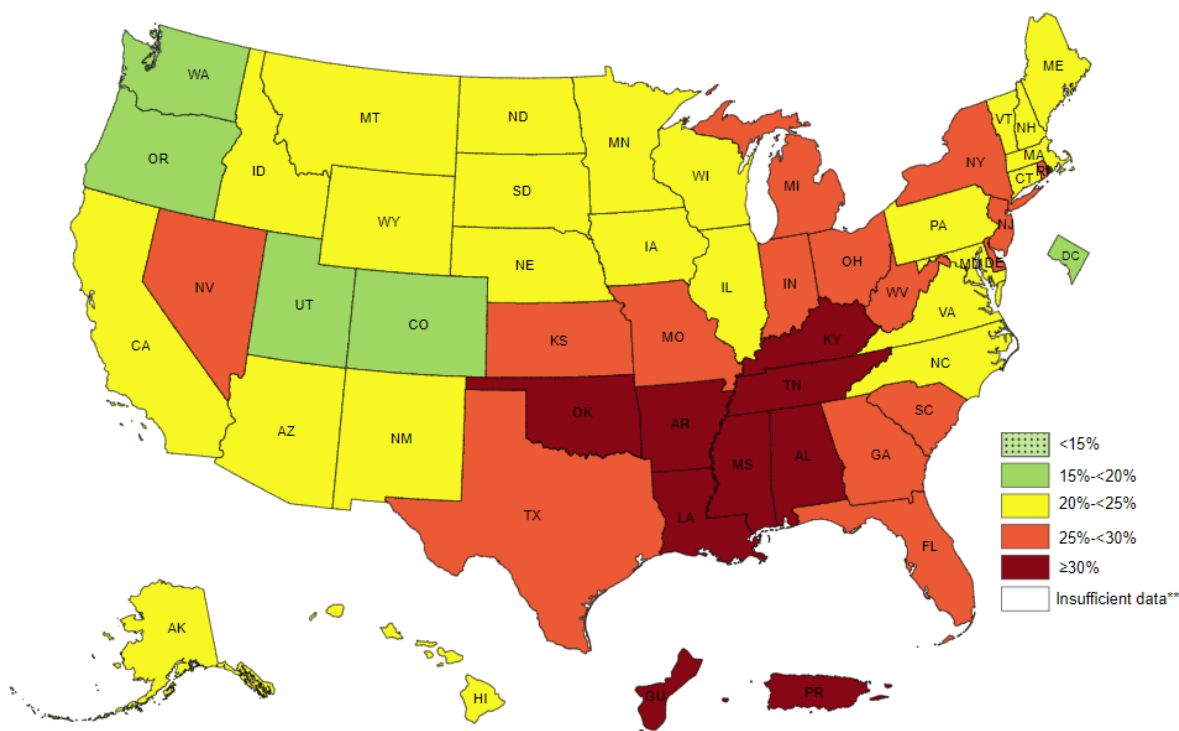 WA
ME
MT
ND
VT
NH
MN
OR
NY
MA
ID
WI
SD
CT
RI
MI
WY
PA
IA
NJ
NE
OH
DC
MD
DE
NV
IL
IN
UT
WV
CO
VA
KS
MO
KY
CA
NC
TN
OK
AZ
NM
AR
SC
MS
AL
GA
TX
LA
FL
AK
HI
GU
PR
<15%
15%-<20%
20%-<25%
25%-<30%
≥30%
Insufficient data**